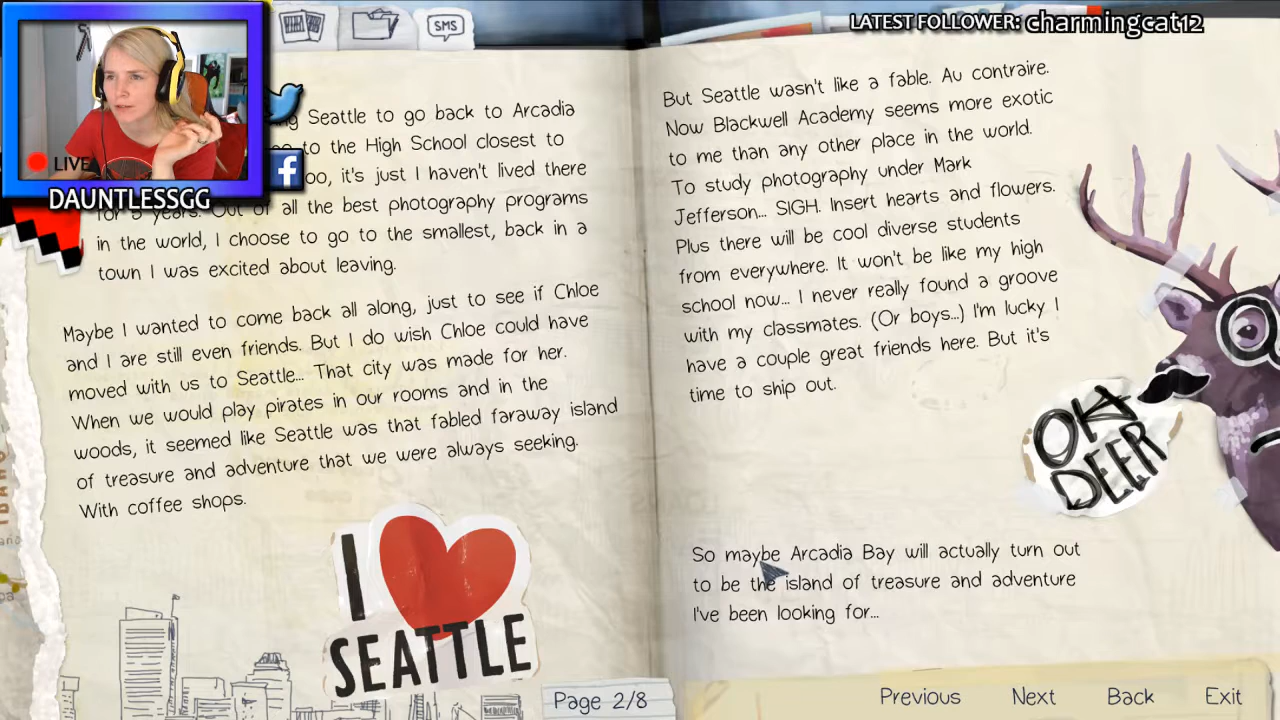 LATEST FOLLOWER: charmingcat12
SMS
LIVE
DAUNTLESSGG
Seattle to go back to Arcadia
to the High School closest to
oo, it's just I haven't lived there
for 5 years. Out of all the best photography programs
in the world, I choose to go to the smallest, back in a
town I was excited about leaving.
Maybe I wanted to come back all along, just to see if Chloe
and I are still even friends. But I do wish Chloe could have
moved with us to Seattle... That city was made for her.
When we would play pirates in our rooms and in the
woods, it seemed like Seattle was that fabled faraway island
of treasure and adventure that we were always seeking.
With coffee shops.
I
SEATTLE
But Seattle wasn't like a fable. Au contraire.
Now Blackwell Academy seems more exotic
to me than any other place in the world.
To study photography under Mark
Jefferson... SIGH. Insert hearts and flowers.
Plus there will be cool diverse students
from everywhere. It won't be like my high
school now... I never really found a groove
with my classmates. (Or boys...) I'm lucky I
have a couple great friends here. But it's
time to ship out.
OH
DEER
So maybe Arcadia Bay will actually turn out
to be the island of treasure and adventure
I've been looking for...
Page 2/8
Previous
Next
Back
Exit